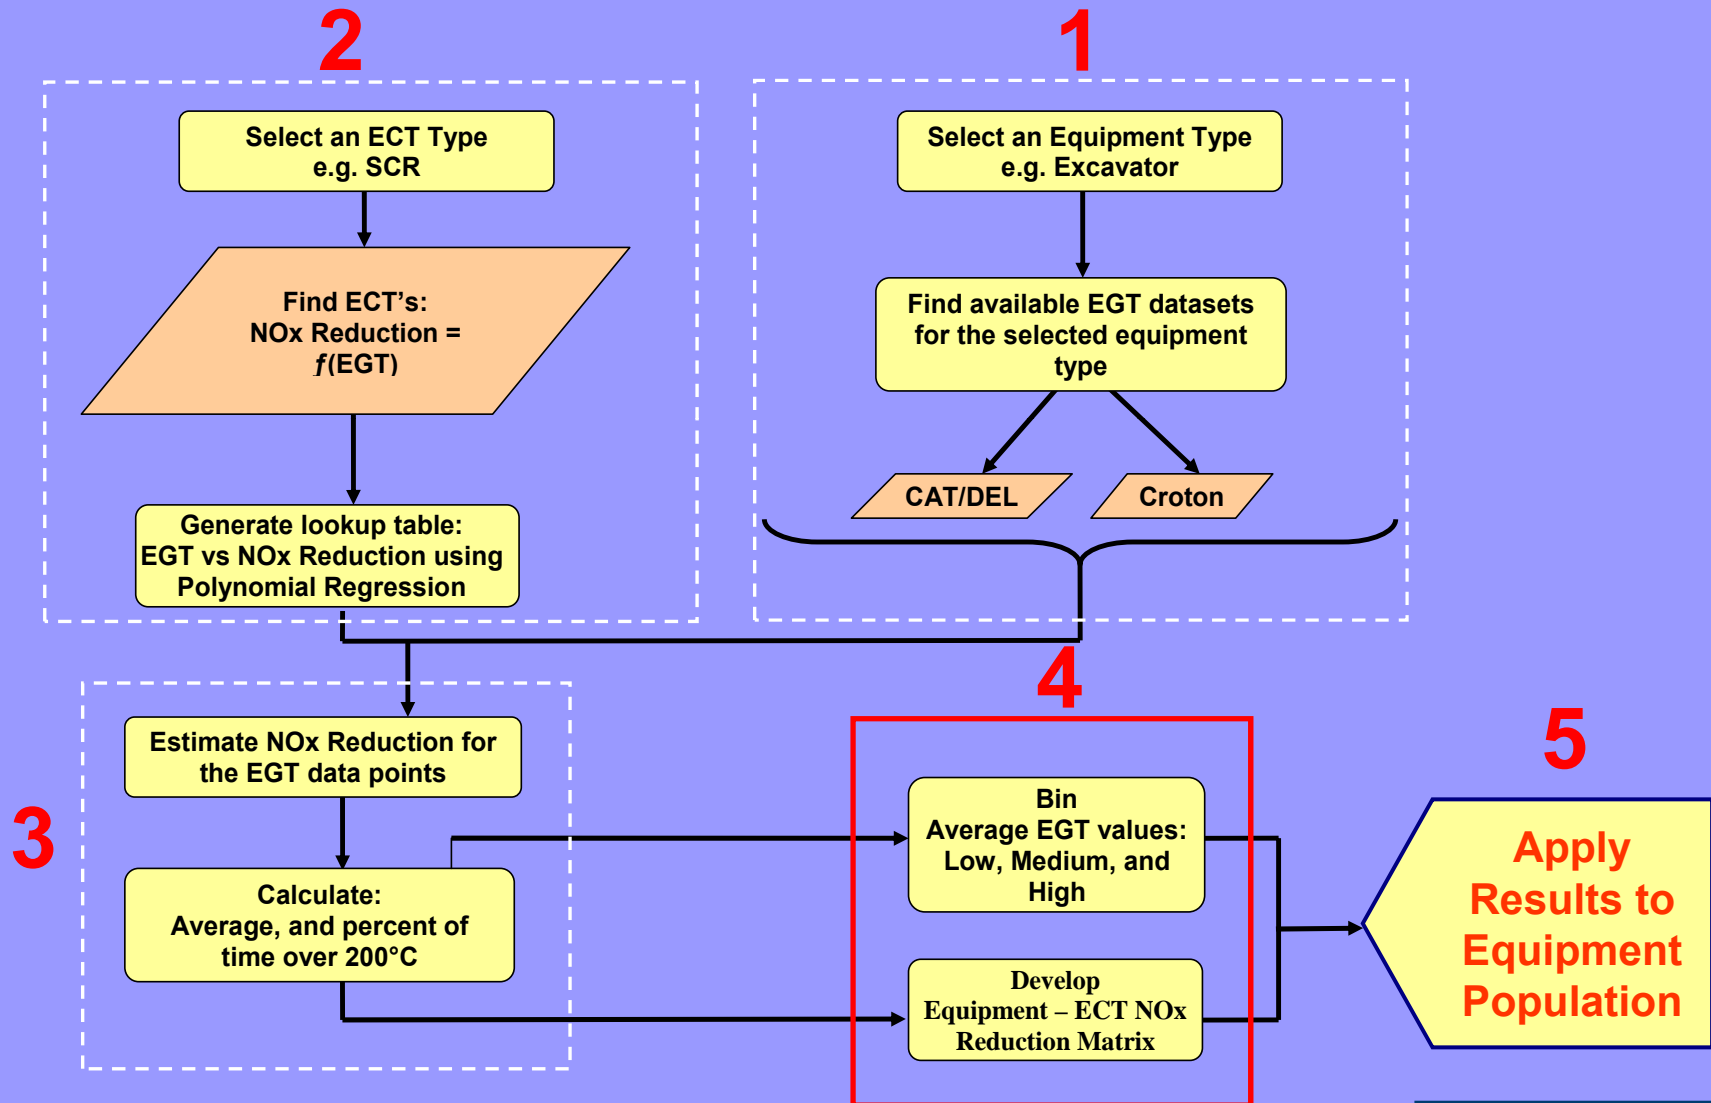 2
1
Select an ECT Type
e.g. SCR
Select an Equipment Type
e.g. Excavator
Find ECT's:
NOx Reduction =
ƒ(EGT)
Find available EGT datasets
for the selected equipment
type
CAT/DEL
Croton
Generate lookup table:
EGT vs NOx Reduction using
Polynomial Regression
3
Estimate NOx Reduction for
the EGT data points
Calculate:
Average, and percent of
time over 200°C
4
Bin
Average EGT values:
Low, Medium, and
High
Develop
Equipment – ECT NOx
Reduction Matrix
5
Apply
Results to
Equipment
Population